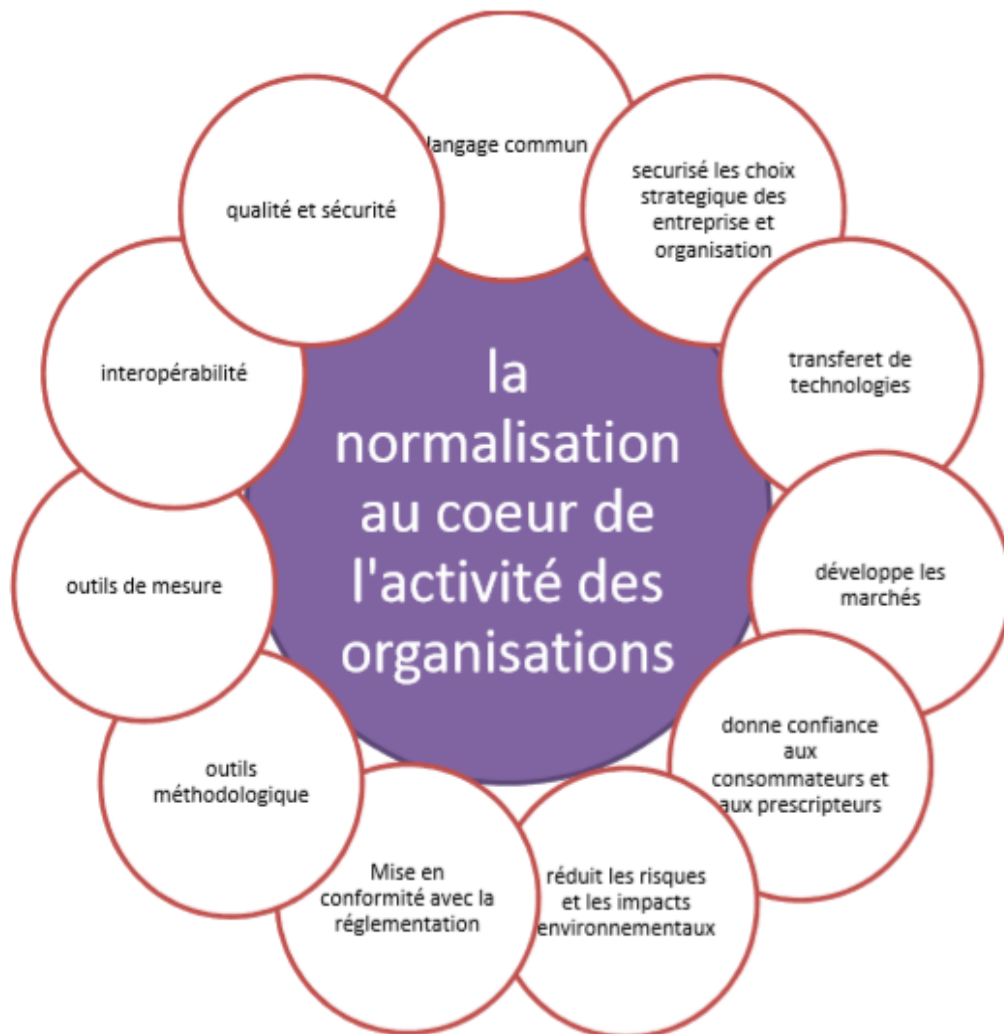 langage commun
securisé les choix
strategique des
entreprise et
organisation
transferet de
technologies
développe les
marchés
donne confiance
aux
consommateurs et
aux prescripteurs
réduit les risques
et les impacts
environnementaux
Mise en
conformité avec la
réglementation
outils
méthodologique
outils de mesure
interopérabilité
qualité et sécurité
la
normalisation
au coeur de
l'activité des
organisations